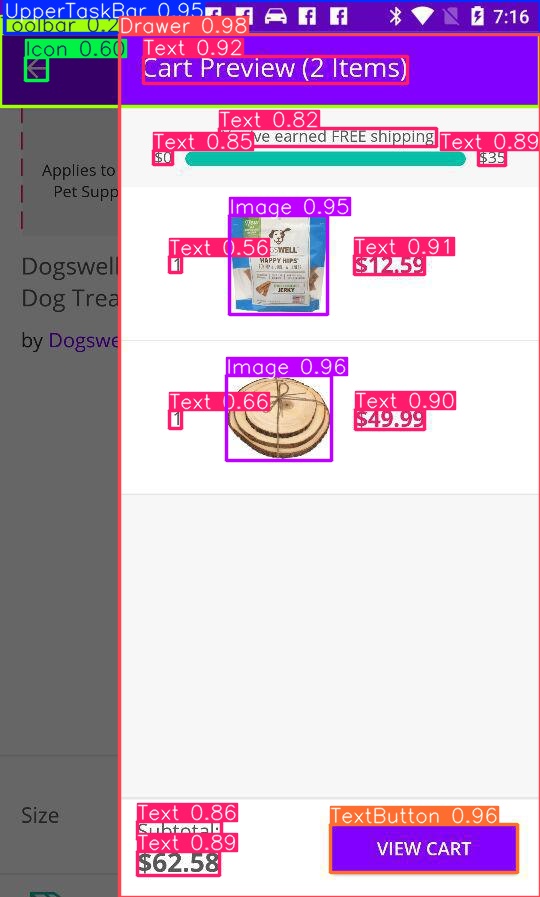 UpperTaskBar 0.95
7:16
Toolbar 0.2
Drawer 0.98
Icon 0.60
Text 0.92
Cart Preview (2 Items)
Text 0.82
ve earned FREE shipping
Text 0.85
Text 0.89
$0
$35
Applies to
Pet Supp
Image 0.95
DOGSWELL
HAPPY HIPS
JERKY
Text 0.56
1
Text 0.91
$12.59
Dogswell
Dog Trea
by Dogswe
Image 0.96
Text 0.66
1
Text 0.90
$49.99
Size
Text 0.86
Subtotal:
Text 0.89
$62.58
TextButton 0.96
VIEW CART